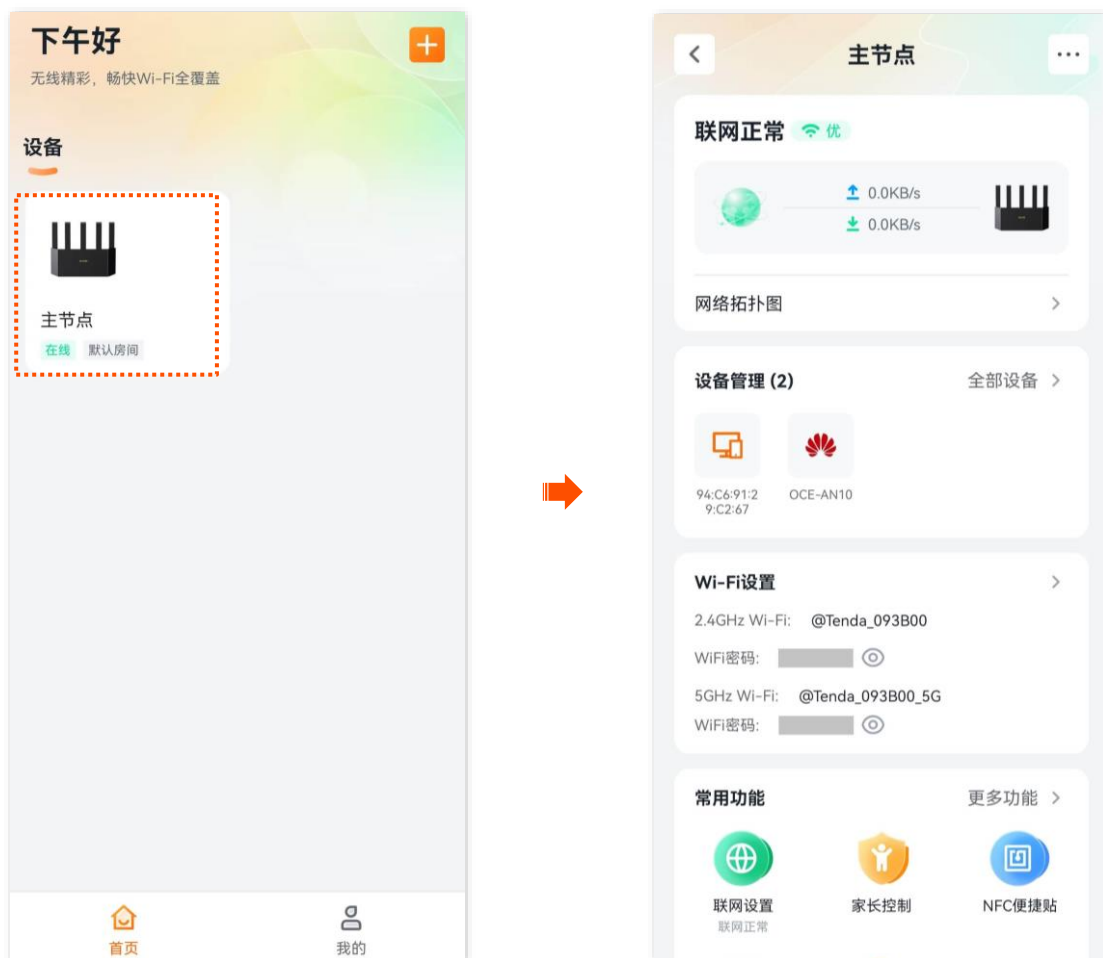 下午好
无线精彩，畅快Wi-Fi全覆盖
设备
主节点
在线 默认房间
首页
我的
主节点
联网正常 优
0.0KB/s
0.0KB/s
网络拓扑图
设备管理 (2) 全部设备
94:C6:91:2
9:C2:67
OCE-AN10
Wi-Fi设置
2.4GHz Wi-Fi: @Tenda_093B00
WiFi密码:
5GHz Wi-Fi: @Tenda_093B00_5G
WiFi密码:
常用功能 更多功能
联网设置 家长控制 NFC便捷贴
联网正常